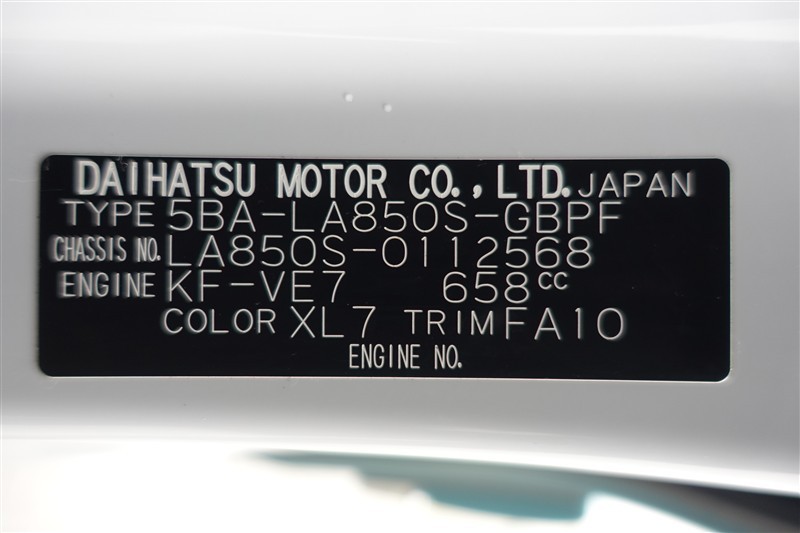 DAIHATSU MOTOR CO., LTD. JAPAN
TYPE 5BA-LA850S-GBPF
CHASSIS NO. LA850S-0112568
ENGINE KF-VE7 658cc
COLOR XL7 TRIM FA10
ENGINE NO.